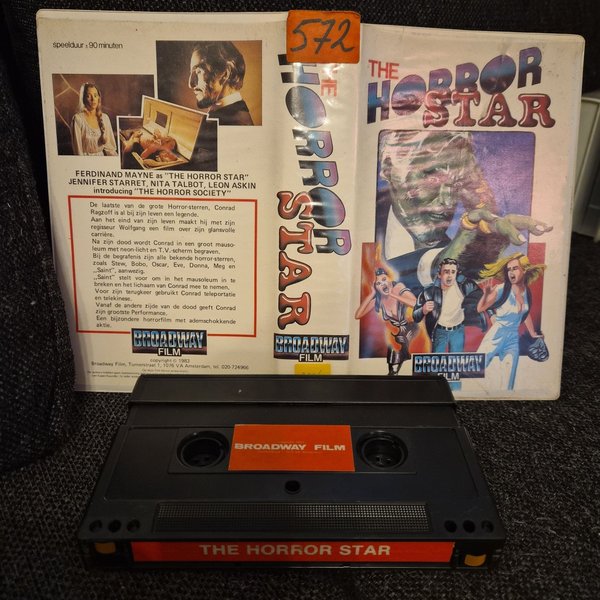 speelduur ± 90 minuten
FERDINAND MAYNE as "THE HORROR STAR"
JENNIFER STARRET, NITA TALBOT, LEON ASKIN
introducing "THE HORROR SOCIETY"
De laatste van de grote Horror-sterren, Conrad
Ragzoff is al bij zijn leven een legende.
Aan het eind van zijn leven maakt hij met zijn
regisseur Wolfgang een film over zijn glansvolle
carrière.
Na zijn dood wordt Conrad in een groot mauso-
leum met neon-licht en T.V.-scherm begraven.
Bij de begrafenis zijn alle bekende horror-sterren,
zoals Stew, Bobo, Oscar, Eve, Donna, Meg en
„Saint", aanwezig.
„Saint" stelt voor om in het mausoleum in te
breken en het lichaam van Conrad mee te nemen.
Voor zijn terugkeer gebruikt Conrad teleportatie
en telekinese.
Vanaf de andere zijde van de dood geeft Conrad
zijn grootste Performance.
Een bijzondere horrorfilm met ademschokkende
aktie.
BROADWAY
FILM
copyright © 1983
Broadway Film, Turnerstraat 1, 1076 VA Amsterdam, tel. 020-724966
572
THE
HORROR
STAR
BROADWAY
FILM
THE
HORROR
STAR
BROADWAY
FILM
BROADWAY FILM
THE HORROR STAR